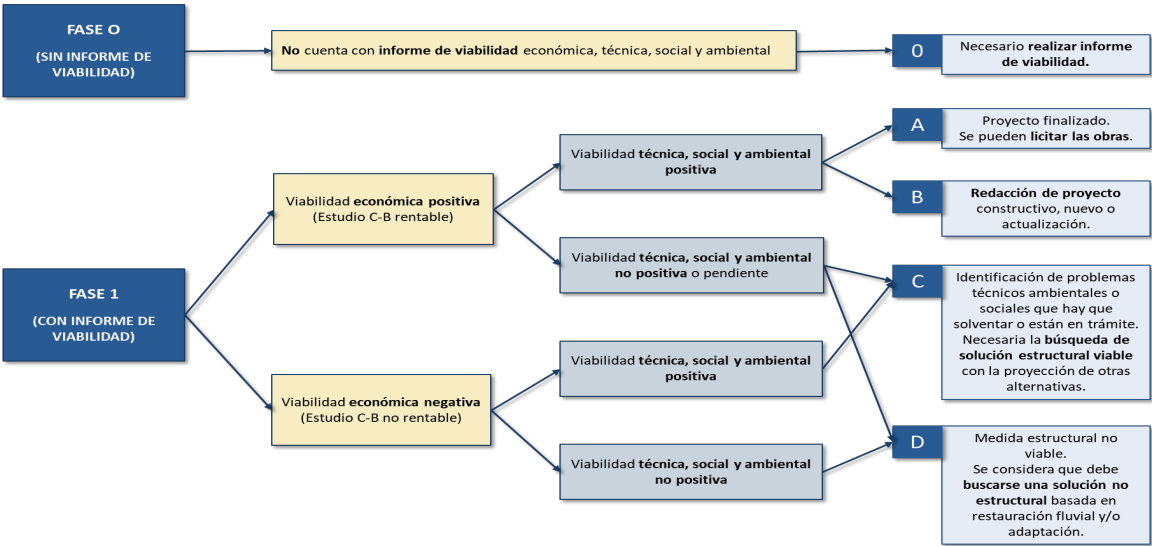 FASE O
(SIN INFORME DE
VIABILIDAD)
No cuenta con informe de viabilidad económica, técnica, social y ambiental
0
Necesario realizar informe
de viabilidad.
A
Proyecto finalizado.
Se pueden licitar las obras.
Viabilidad técnica, social y ambiental
positiva
Viabilidad económica positiva
(Estudio C-B rentable)
B
Redacción de proyecto
constructivo, nuevo o
actualización.
Viabilidad técnica, social y ambiental
no positiva o pendiente
FASE 1
(CON INFORME DE
VIABILIDAD)
C
Identificación de problemas
técnicos ambientales o
sociales que hay que
solventar o están en trámite.
Necesaria la búsqueda de
solución estructural viable
con la proyección de otras
alternativas.
Viabilidad técnica, social y ambiental
positiva
Viabilidad económica negativa
(Estudio C-B no rentable)
Viabilidad técnica, social y ambiental
no positiva
D
Medida estructural no
viable.
Se considera que debe
buscarse una solución no
estructural basada en
restauración fluvial y/o
adaptación.